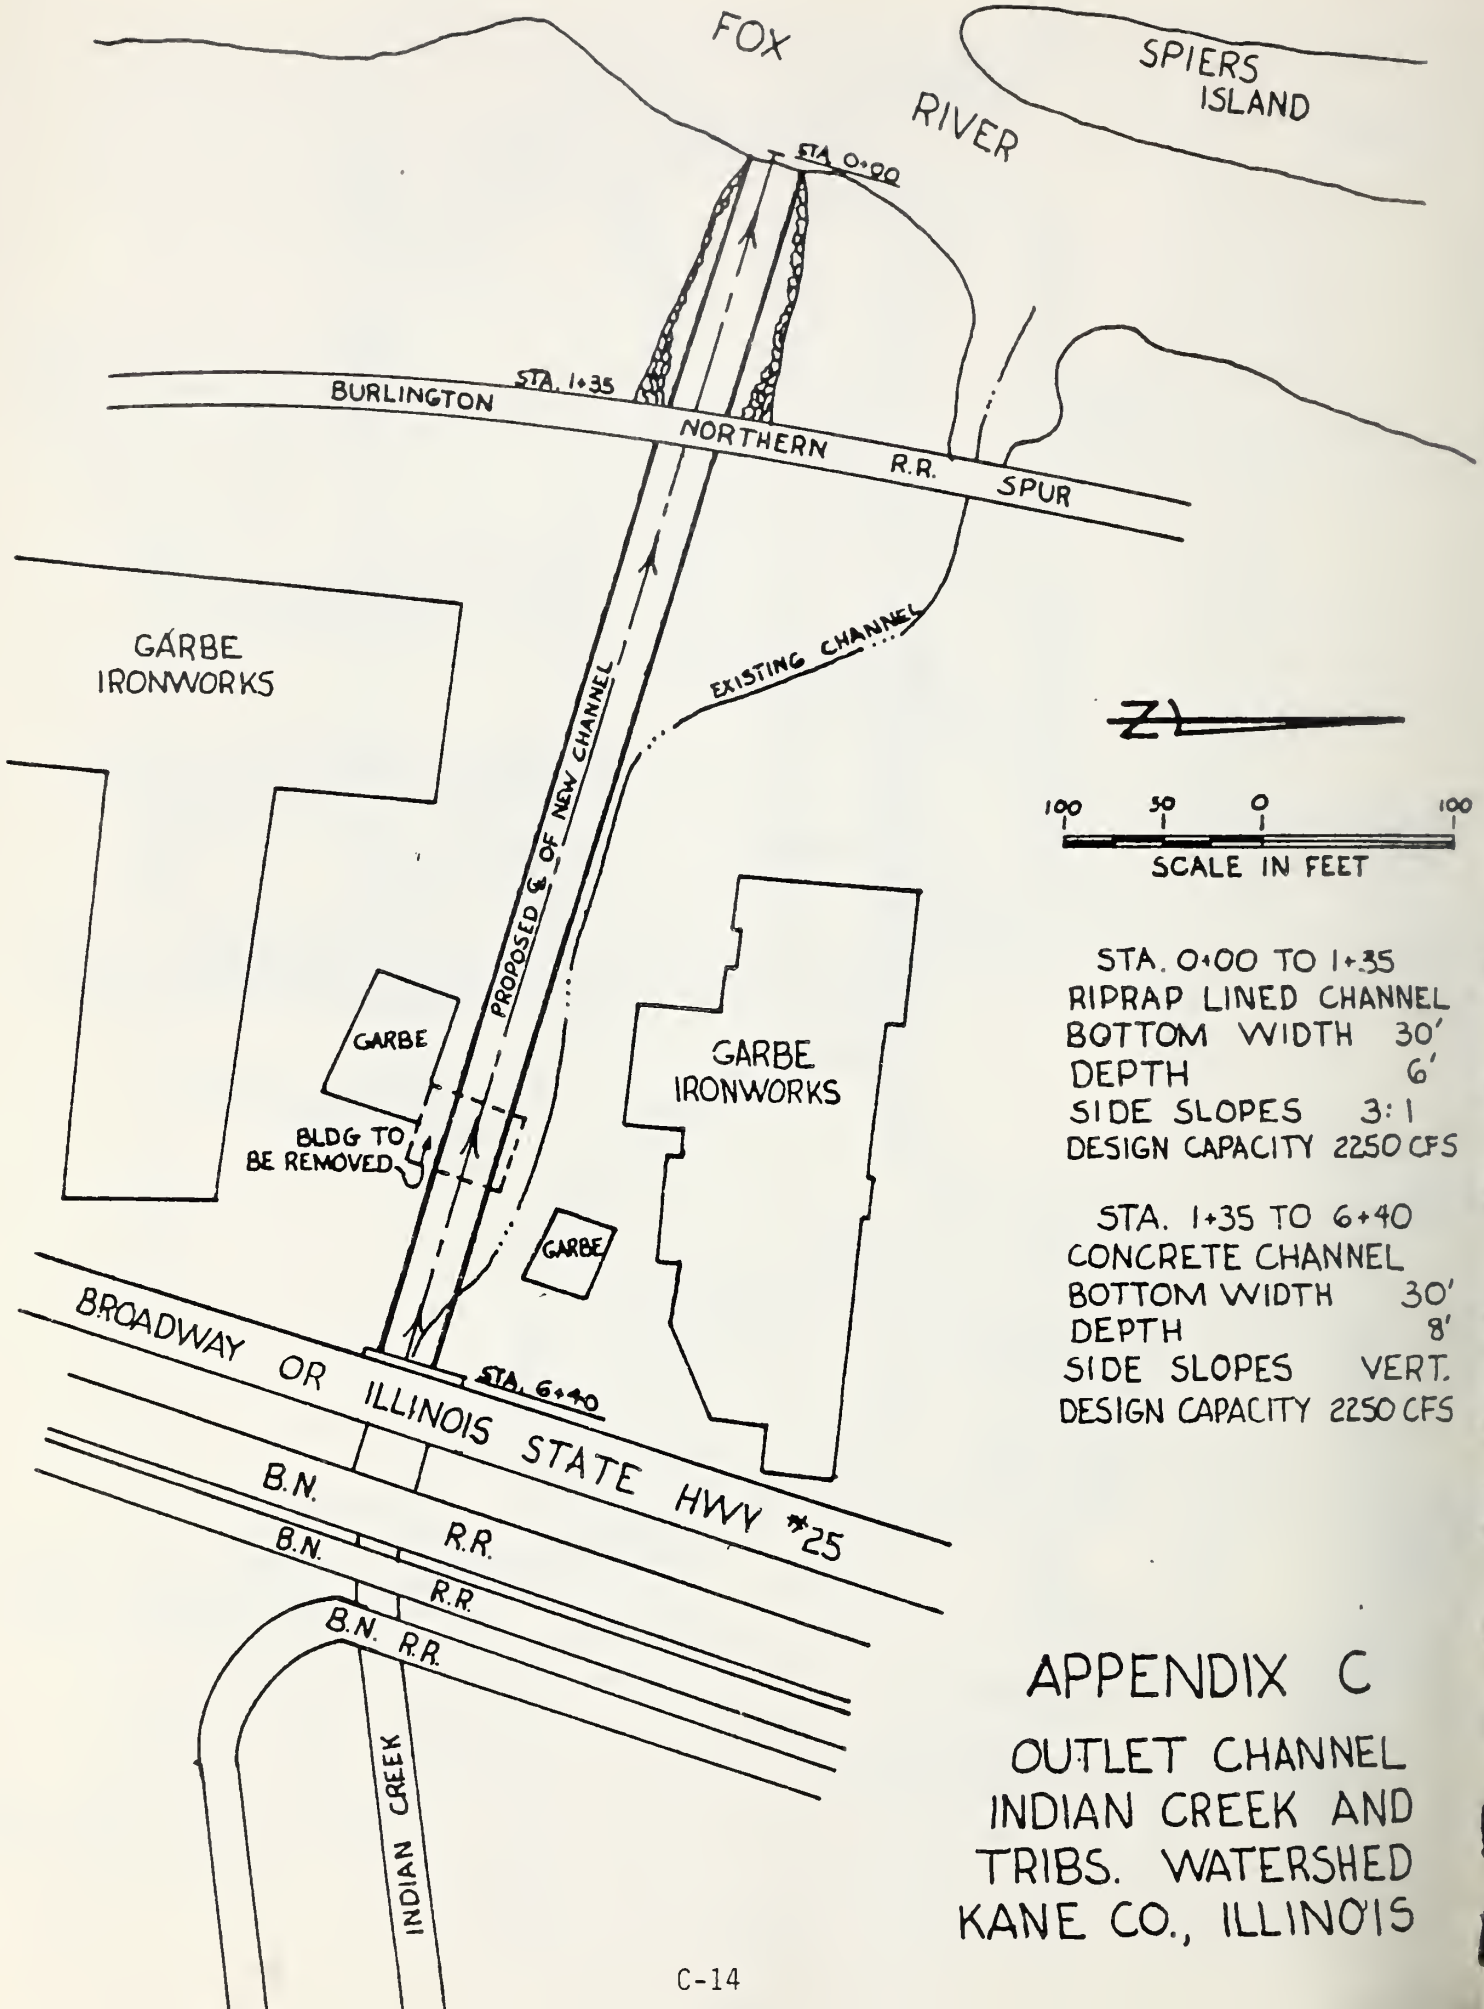 FOX
RIVER
SPIERS
ISLAND
STA. 0+00
STA. 1+35
BURLINGTON NORTHERN R.R. SPUR
GARBE
IRONWORKS
EXISTING CHANNEL
PROPOSED ℄ OF NEW CHANNEL
N
100 50 0 100
SCALE IN FEET
STA. 0+00 TO 1+35
RIPRAP LINED CHANNEL
BOTTOM WIDTH 30'
DEPTH 6'
SIDE SLOPES 3:1
DESIGN CAPACITY 2250 CFS
STA. 1+35 TO 6+40
CONCRETE CHANNEL
BOTTOM WIDTH 30'
DEPTH 8'
SIDE SLOPES VERT.
DESIGN CAPACITY 2250 CFS
GARBE
GARBE
IRONWORKS
BLDG TO
BE REMOVED
GARBE
BROADWAY OR ILLINOIS STATE HWY #25
STA. 6+40
B.N. R.R.
B.N. R.R.
B.N. R.R.
INDIAN CREEK
APPENDIX C
OUTLET CHANNEL
INDIAN CREEK AND
TRIBS. WATERSHED
KANE CO., ILLINOIS
C-14